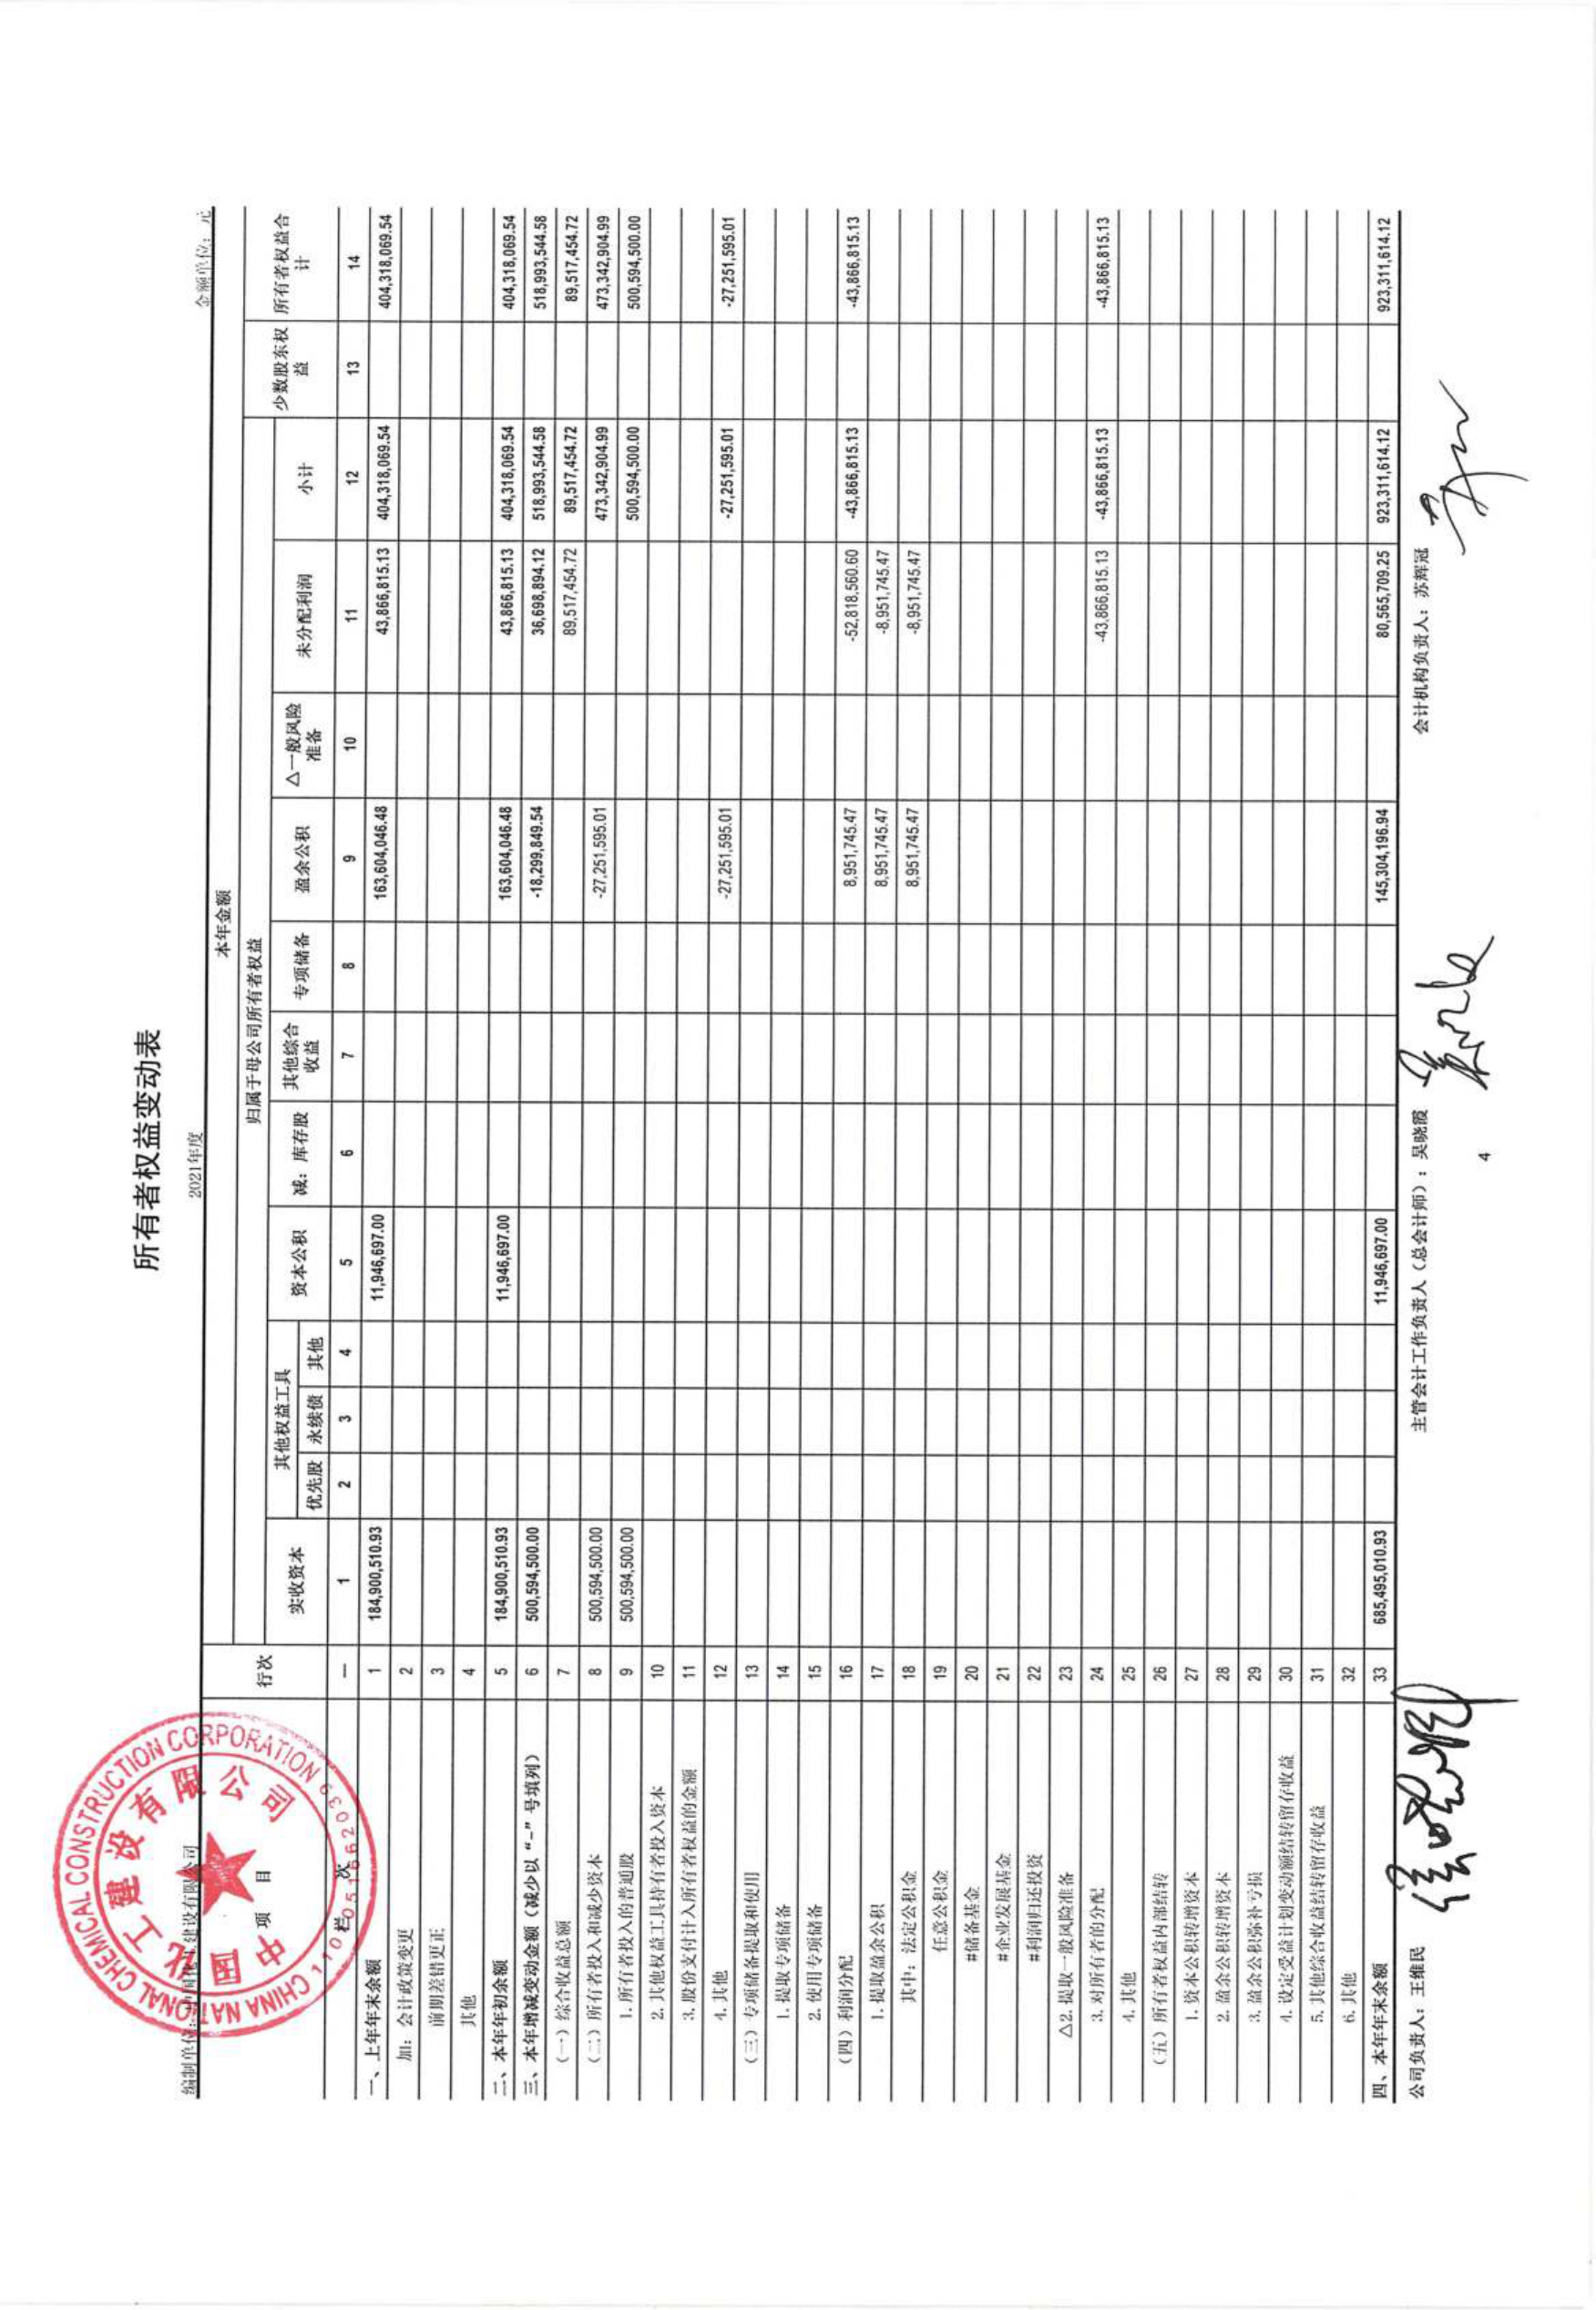 所有者权益变动表
2021年度
编制单位：中国化工建设有限公司 金额单位：元
项 目 行次 本年金额
归属于母公司所有者权益 少数股东权益 所有者权益合计
实收资本 其他权益工具 资本公积 减：库存股 其他综合收益 专项储备 盈余公积 △一般风险准备 未分配利润 小计
优先股 永续债 其他
栏 次 — 1 2 3 4 5 6 7 8 9 10 11 12 13 14
一、上年年末余额 1 184,900,510.93 11,946,697.00 163,604,046.48 43,866,815.13 404,318,069.54 404,318,069.54
加：会计政策变更 2
前期差错更正 3
其他 4
二、本年年初余额 5 184,900,510.93 11,946,697.00 163,604,046.48 43,866,815.13 404,318,069.54 404,318,069.54
三、本年增减变动金额（减少以“-”号填列） 6 500,594,500.00 -18,299,849.54 36,698,894.12 518,993,544.58 518,993,544.58
（一）综合收益总额 7 89,517,454.72 89,517,454.72 89,517,454.72
（二）所有者投入和减少资本 8 500,594,500.00 -27,251,595.01 473,342,904.99 473,342,904.99
1. 所有者投入的普通股 9 500,594,500.00 500,594,500.00 500,594,500.00
2. 其他权益工具持有者投入资本 10
3. 股份支付计入所有者权益的金额 11
4. 其他 12 -27,251,595.01 -27,251,595.01 -27,251,595.01
（三）专项储备提取和使用 13
1. 提取专项储备 14
2. 使用专项储备 15
（四）利润分配 16 8,951,745.47 -52,818,560.60 -43,866,815.13 -43,866,815.13
1. 提取盈余公积 17 8,951,745.47 -8,951,745.47
其中：法定公积金 18 8,951,745.47 -8,951,745.47
任意公积金 19
#储备基金 20
#企业发展基金 21
#利润归还投资 22
△2. 提取一般风险准备 23
3. 对所有者的分配 24 -43,866,815.13 -43,866,815.13 -43,866,815.13
4. 其他 25
（五）所有者权益内部结转 26
1. 资本公积转增资本 27
2. 盈余公积转增资本 28
3. 盈余公积弥补亏损 29
4. 设定受益计划变动额结转留存收益 30
5. 其他综合收益结转留存收益 31
6. 其他 32
四、本年年末余额 33 685,495,010.93 11,946,697.00 145,304,196.94 80,565,709.25 923,311,614.12 923,311,614.12
公司负责人：王维民 主管会计工作负责人（总会计师）：吴晓霞 会计机构负责人：苏辉冠
4
CHINA NATIONAL CHEMICAL CONSTRUCTION CORPORATION
中国化工建设有限公司